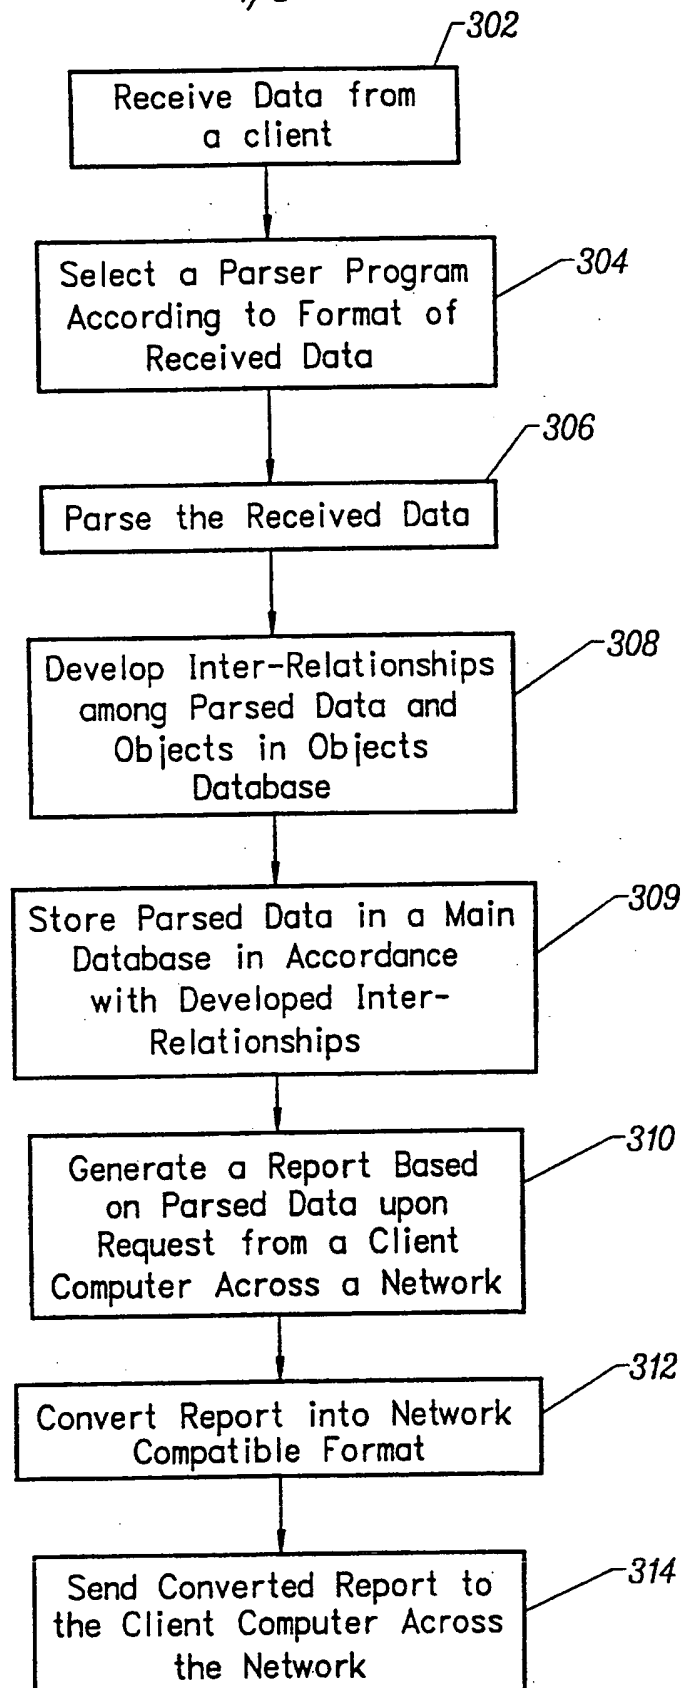 302
Receive Data from
a client
304
Select a Parser Program
According to Format of
Received Data
306
Parse the Received Data
308
Develop Inter-Relationships
among Parsed Data and
Objects in Objects
Database
309
Store Parsed Data in a Main
Database in Accordance
with Developed Inter-
Relationships
310
Generate a Report Based
on Parsed Data upon
Request from a Client
Computer Across a Network
312
Convert Report into Network
Compatible Format
314
Send Converted Report to
the Client Computer Across
the Network